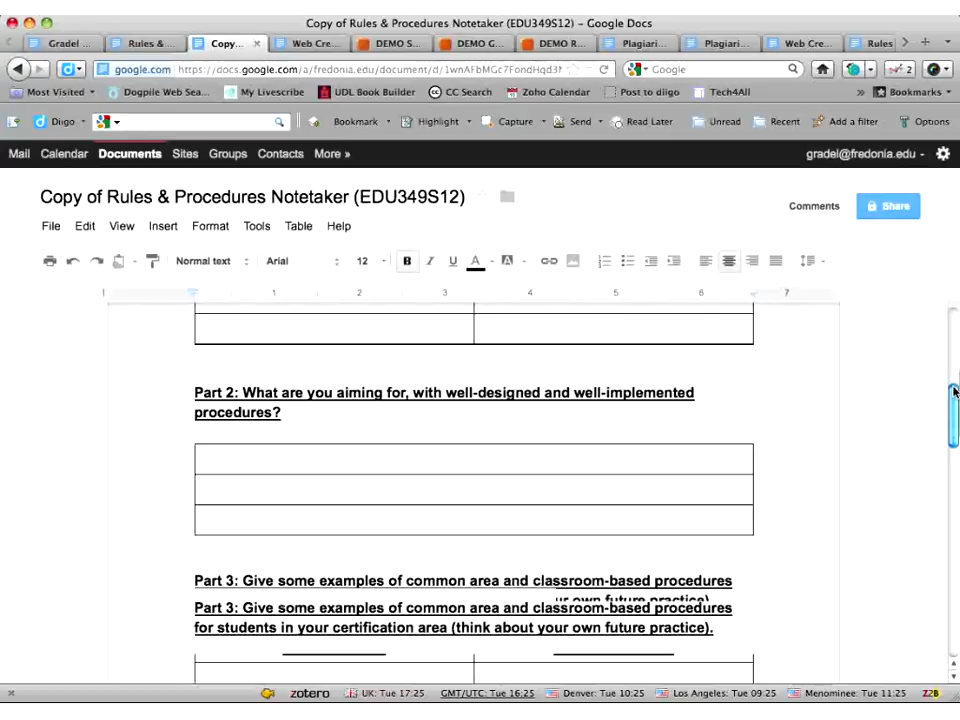 Copy of Rules & Procedures Notetaker (EDU349S12) – Google Docs
Gradel ... Rules & ... Copy... × Web Cre... DEMO S... DEMO G... DEMO R... Plagiari... Plagiari... Web Cre... Rules
google.com https://docs.google.com/a/fredonia.edu/document/d/1wnAFbMGc7FondHqd3 Google 2
Most Visited Dogpile Web Sea... My Livescribe UDL Book Builder CC Search Zoho Calendar Post to diigo Tech4All » Bookmarks
Diigo Bookmark Highlight Capture Send Read Later Unread Recent Add a filter Options
Mail Calendar Documents Sites Groups Contacts More » gradel@fredonia.edu
Copy of Rules & Procedures Notetaker (EDU349S12)
Comments Share
File Edit View Insert Format Tools Table Help
Normal text Arial 12 B I U A A
1 2 3 4 5 6 7
Part 2: What are you aiming for, with well-designed and well-implemented
procedures?
Part 3: Give some examples of common area and classroom-based procedures
ur own future practice)
Part 3: Give some examples of common area and classroom-based procedures
for students in your certification area (think about your own future practice).
zotero UK: Tue 17:25 GMT/UTC: Tue 16:25 Denver: Tue 10:25 Los Angeles: Tue 09:25 Menominee: Tue 11:25